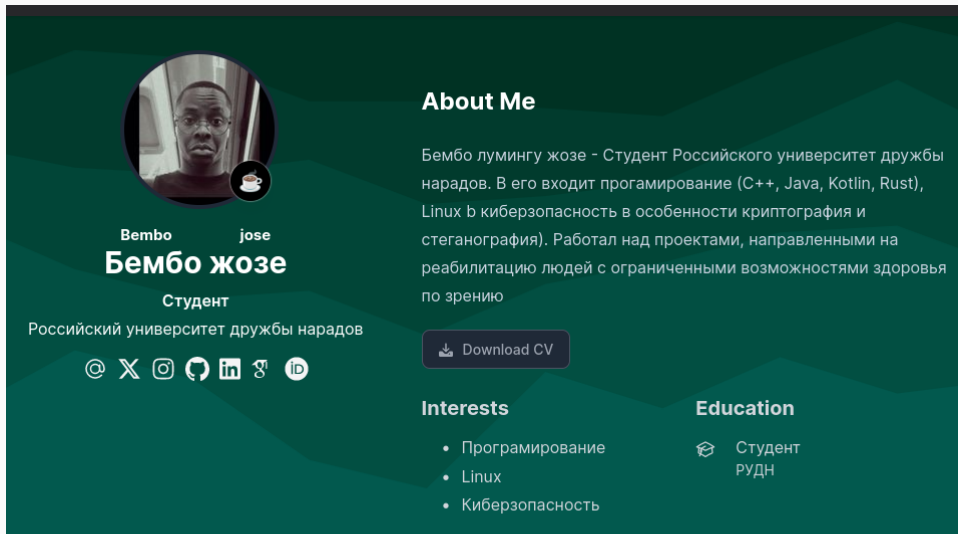 Bembo jose
Бембо жозе
Студент
Российский университет дружбы нарадов
About Me
Бембо лумингу жозе - Студент Российского университет дружбы
нарадов. В его входит прогамирование (C++, Java, Kotlin, Rust),
Linux b киберзопасность в особенности криптография и
стеганография). Работал над проектами, направленными на
реабилитацию людей с ограниченными возможностями здоровья
по зрению
Download CV
Interests
Програмирование
Linux
Киберзопасность
Education
Студент
РУДН